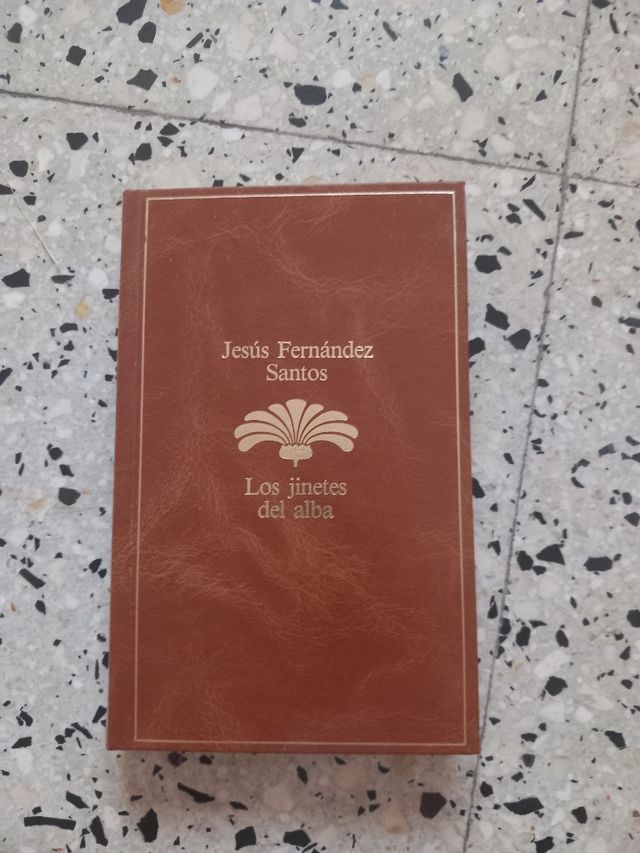 Jesús Fernández
Santos
Los jinetes
del alba